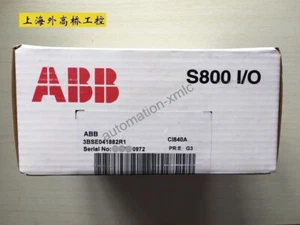 上海外高桥工控
ABB
S800 I/O
automation-xmlc
ABB
3BSE041882R1
CI840A
Serial No: 0972
PR:E G3